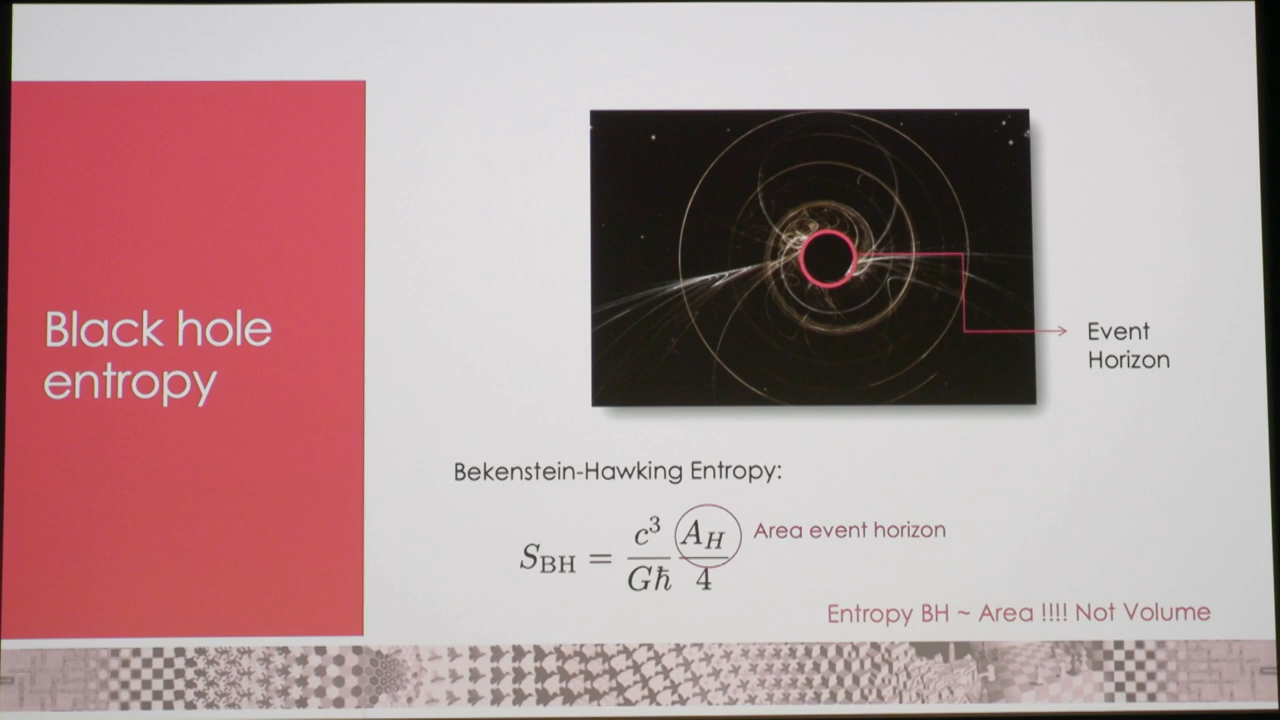 Black hole
entropy
Event
Horizon
Bekenstein-Hawking Entropy:
S_BH = c³/Għ A_H/4
Area event horizon
Entropy BH ~ Area !!!! Not Volume